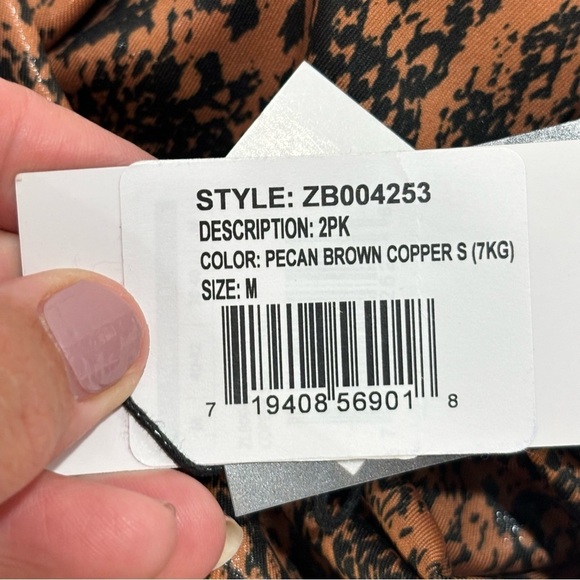 STYLE: ZB004253
DESCRIPTION: 2PK
COLOR: PECAN BROWN COPPER S (7KG)
SIZE: M
7 19408 56901 8